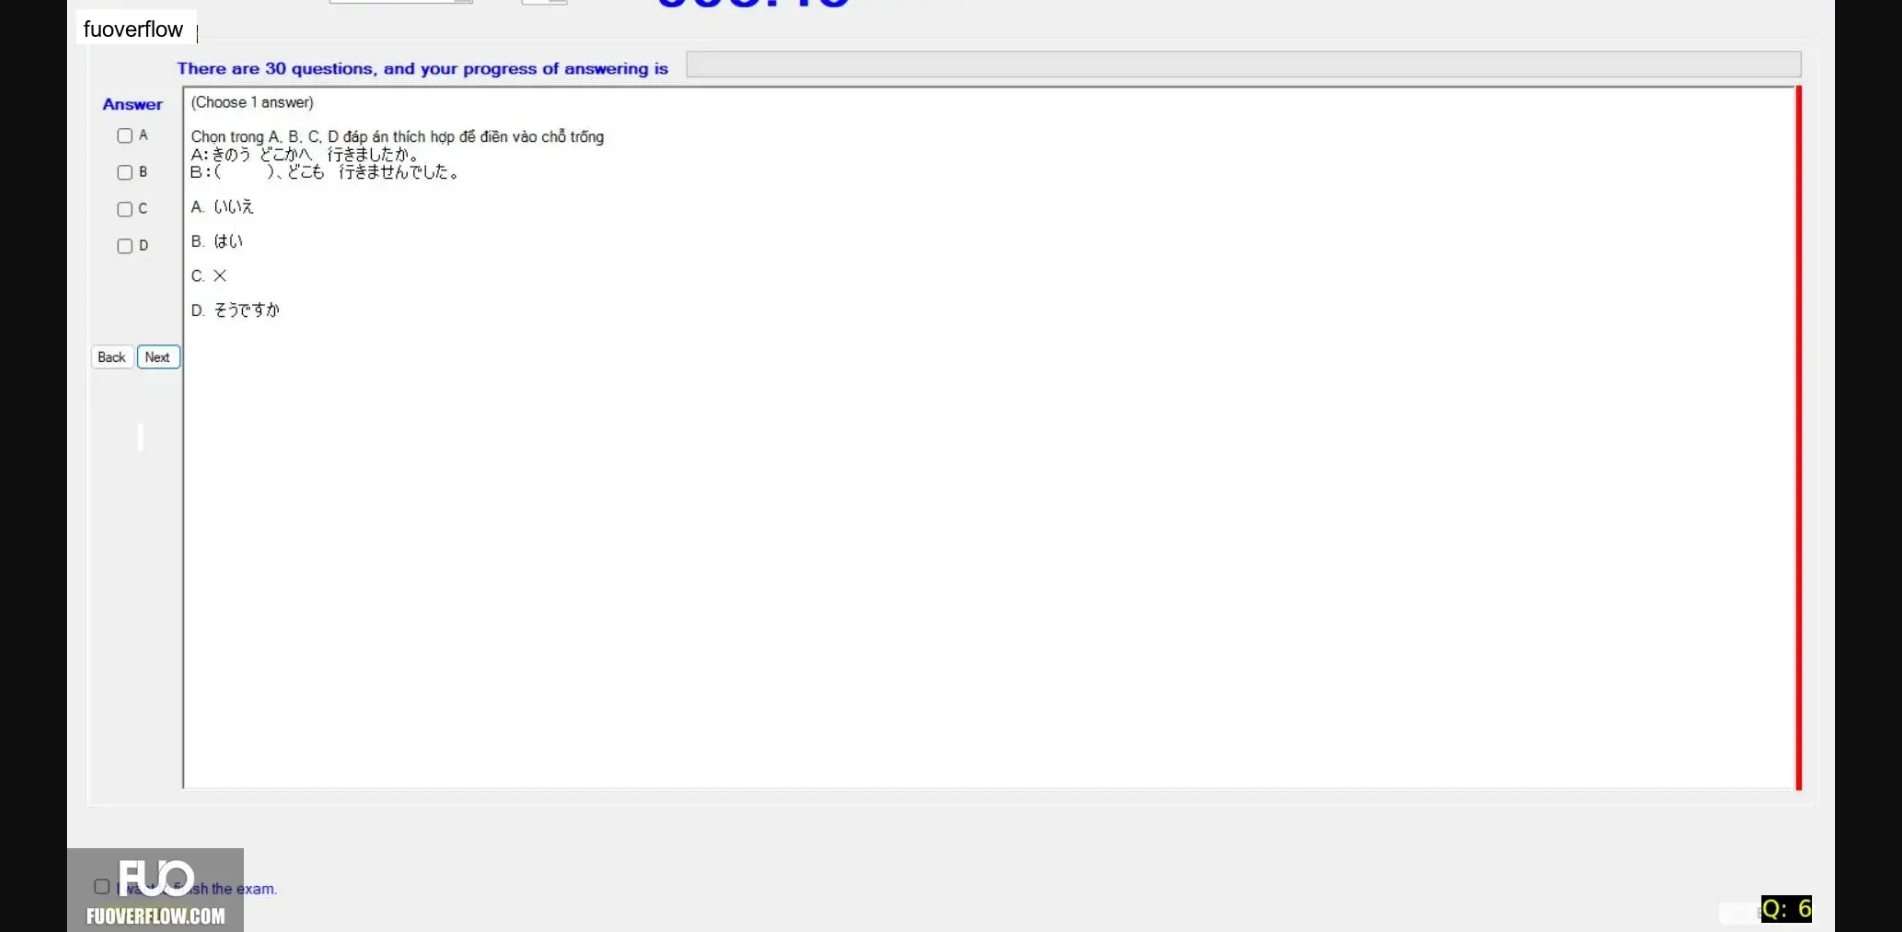 fuoverflow
There are 30 questions, and your progress of answering is
Answer
(Choose 1 answer)
A
B
C
D
Chọn trong A, B, C, D đáp án thích hợp để điền vào chỗ trống
A:きのう どこかへ 行きましたか。
B:(　　　)、どこも 行きませんでした。
A. いいえ
B. はい
C. ×
D. そうですか
Back
Next
FUO
the exam.
FUOVERFLOW.COM
Q: 6